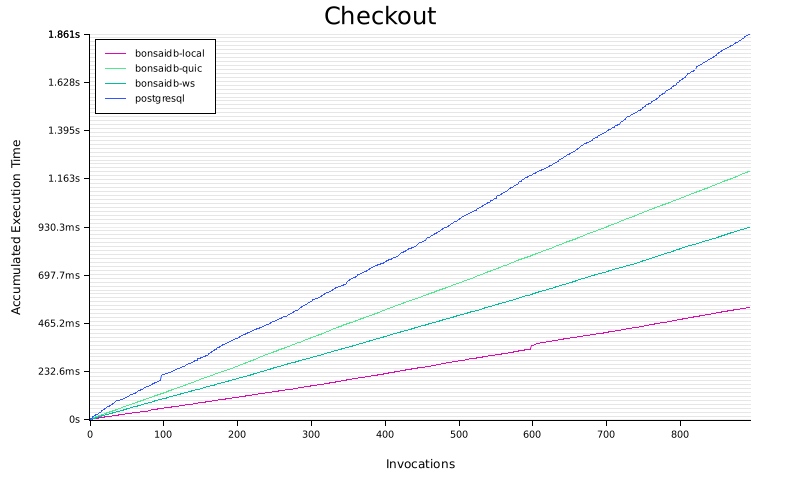 Checkout
1.861s
bonsaidb-local
bonsaidb-quic
bonsaidb-ws
postgresql
1.628s
1.395s
1.163s
930.3ms
697.7ms
465.2ms
232.6ms
0s
Accumulated Execution Time
0 100 200 300 400 500 600 700 800
Invocations